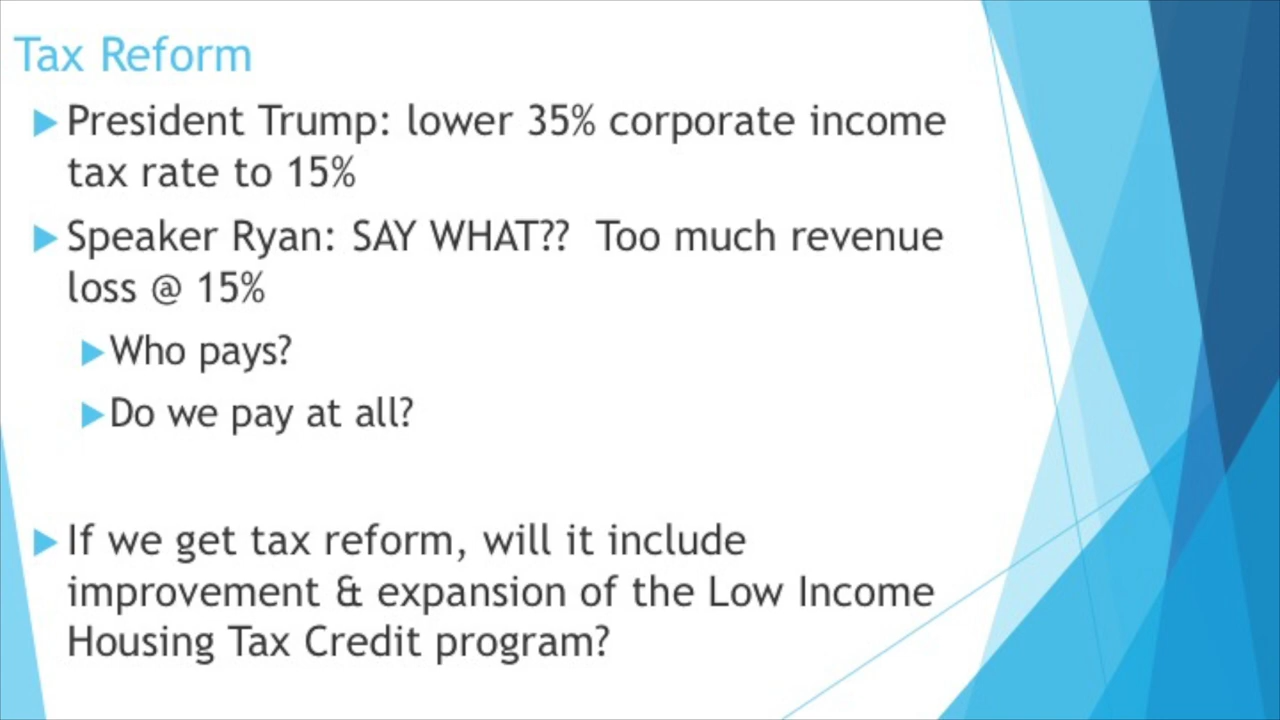 Tax Reform
President Trump: lower 35% corporate income
tax rate to 15%
Speaker Ryan: SAY WHAT??  Too much revenue
loss @ 15%
Who pays?
Do we pay at all?
If we get tax reform, will it include
improvement & expansion of the Low Income
Housing Tax Credit program?